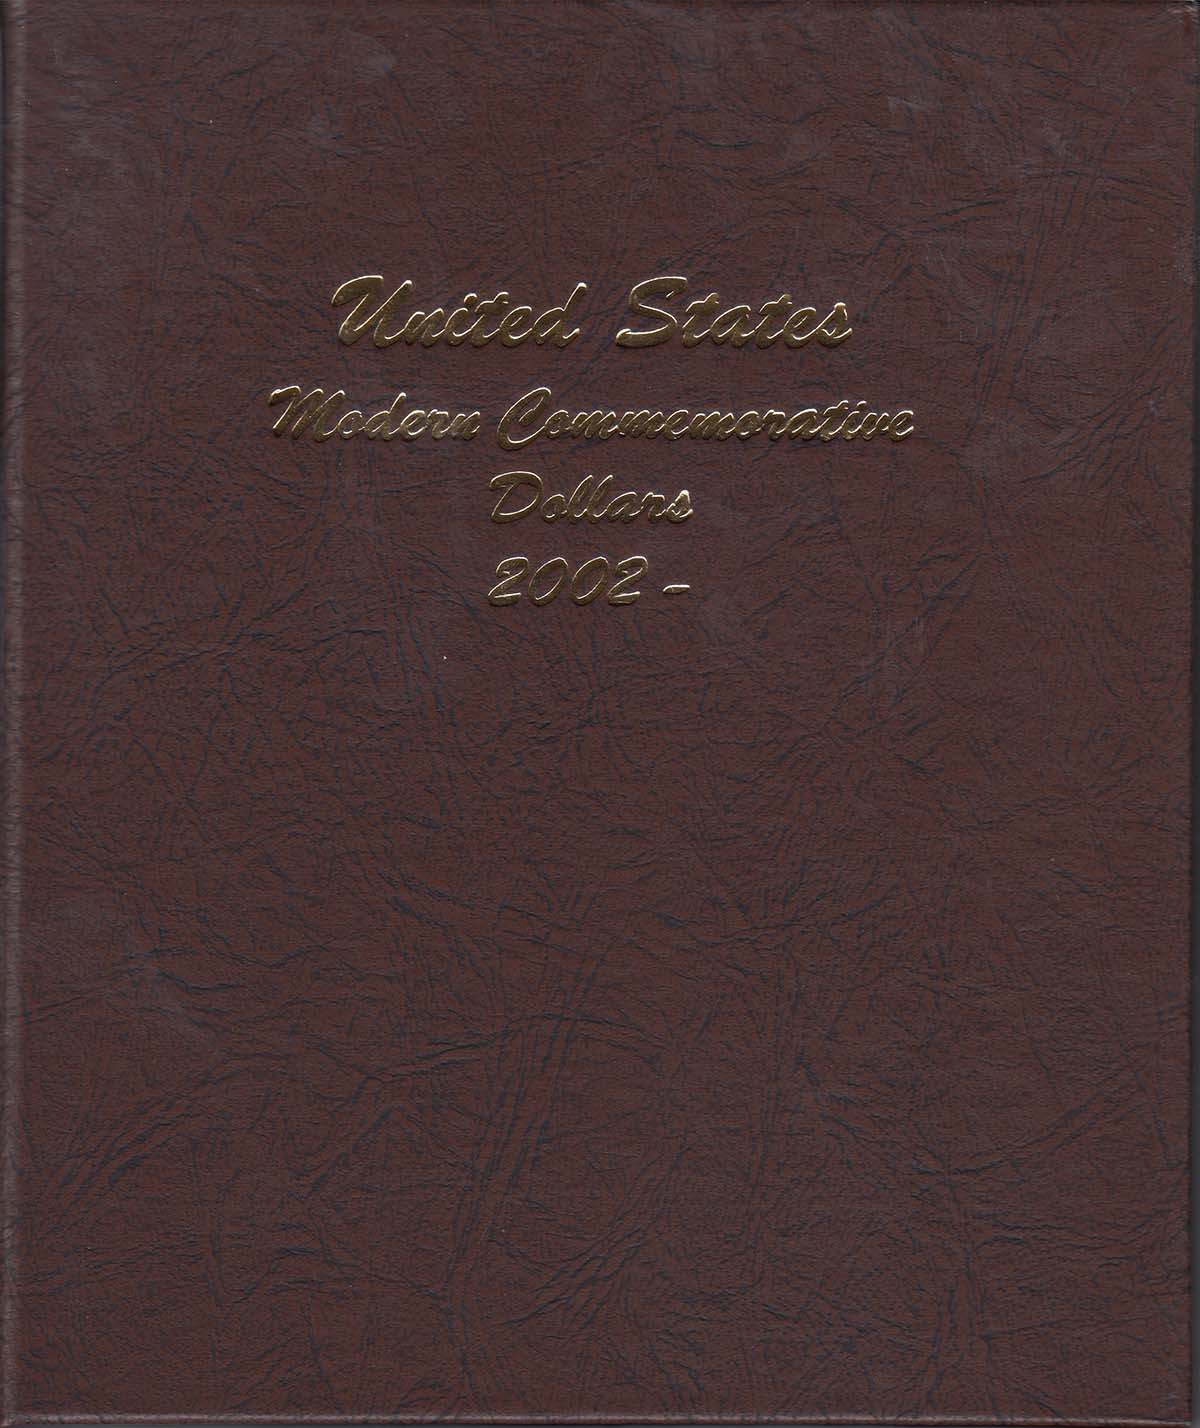 United States
Modern Commemorative
Dollars
2002 -